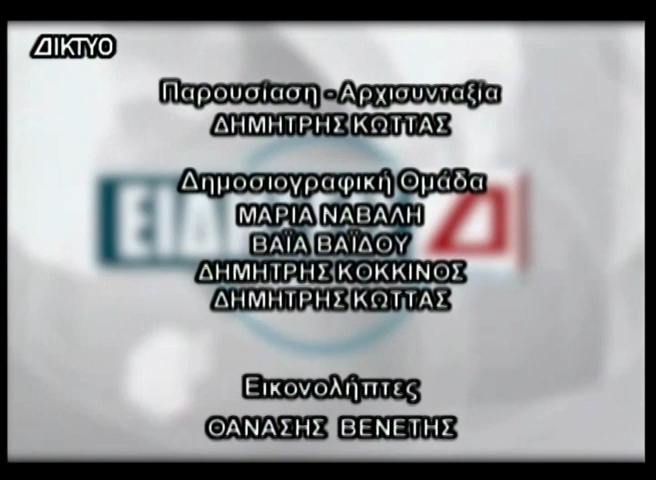 ΔΙΚΤΥΟ
Παρουσίαση - Αρχισυνταξία
ΔΗΜΗΤΡΗΣ ΚΩΤΤΑΣ
Δημοσιογραφική Ομάδα
ΜΑΡΙΑ ΝΑΒΑΛΗ
ΒΑΪΑ ΒΑΪΔΟΥ
ΔΗΜΗΤΡΗΣ ΚΟΚΚΙΝΟΣ
ΔΗΜΗΤΡΗΣ ΚΩΤΤΑΣ
Εικονολήπτες
ΘΑΝΑΣΗΣ ΒΕΝΕΤΗΣ